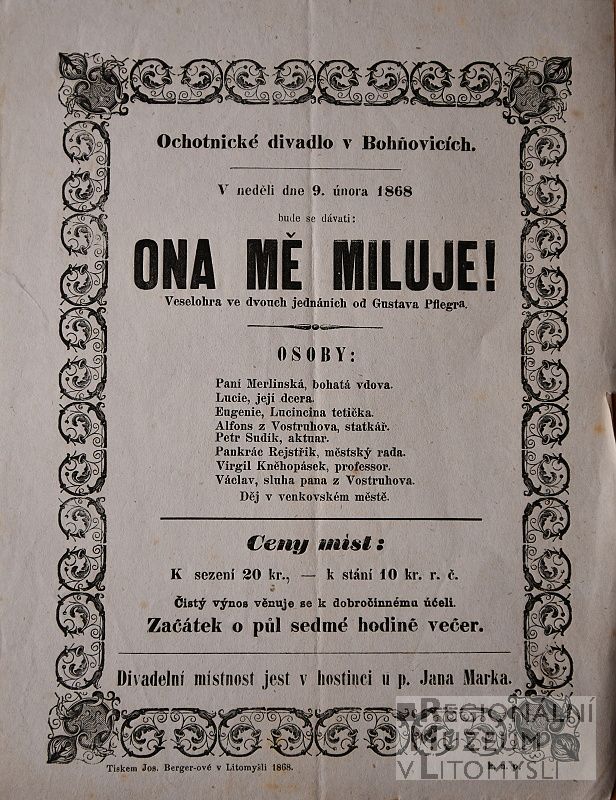 Ochotnické divadlo v Bohňovicích.
V neděli dne 9. února 1868
bude se dávati:
ONA MĚ MILUJE!
Veselohra ve dvouch jednáních od Gustava Pflegra.
OSOBY:
Paní Merlinská, bohatá vdova.
Lucie, její dcera.
Eugenie, Lucincina tetička.
Alfons z Vostruhova, statkář.
Petr Sudík, aktuar.
Pankrác Rejstřik, městský rada.
Virgil Kněhopásek, professor.
Václav, sluha pana z Vostruhova.
Děj v venkovském městě.
Ceny míst:
K sezení 20 kr., — k stání 10 kr. r. č.
Čistý výnos věnuje se k dobročinnému účeli.
Začátek o půl sedmé hodině večer.
Divadelní místnost jest v hostinci u p. Jana Marka.
Tiskem Jos. Berger-ové v Litomyšli 1868.
REGIONÁLNÍ
MUZEUM
V LITOMYŠLI